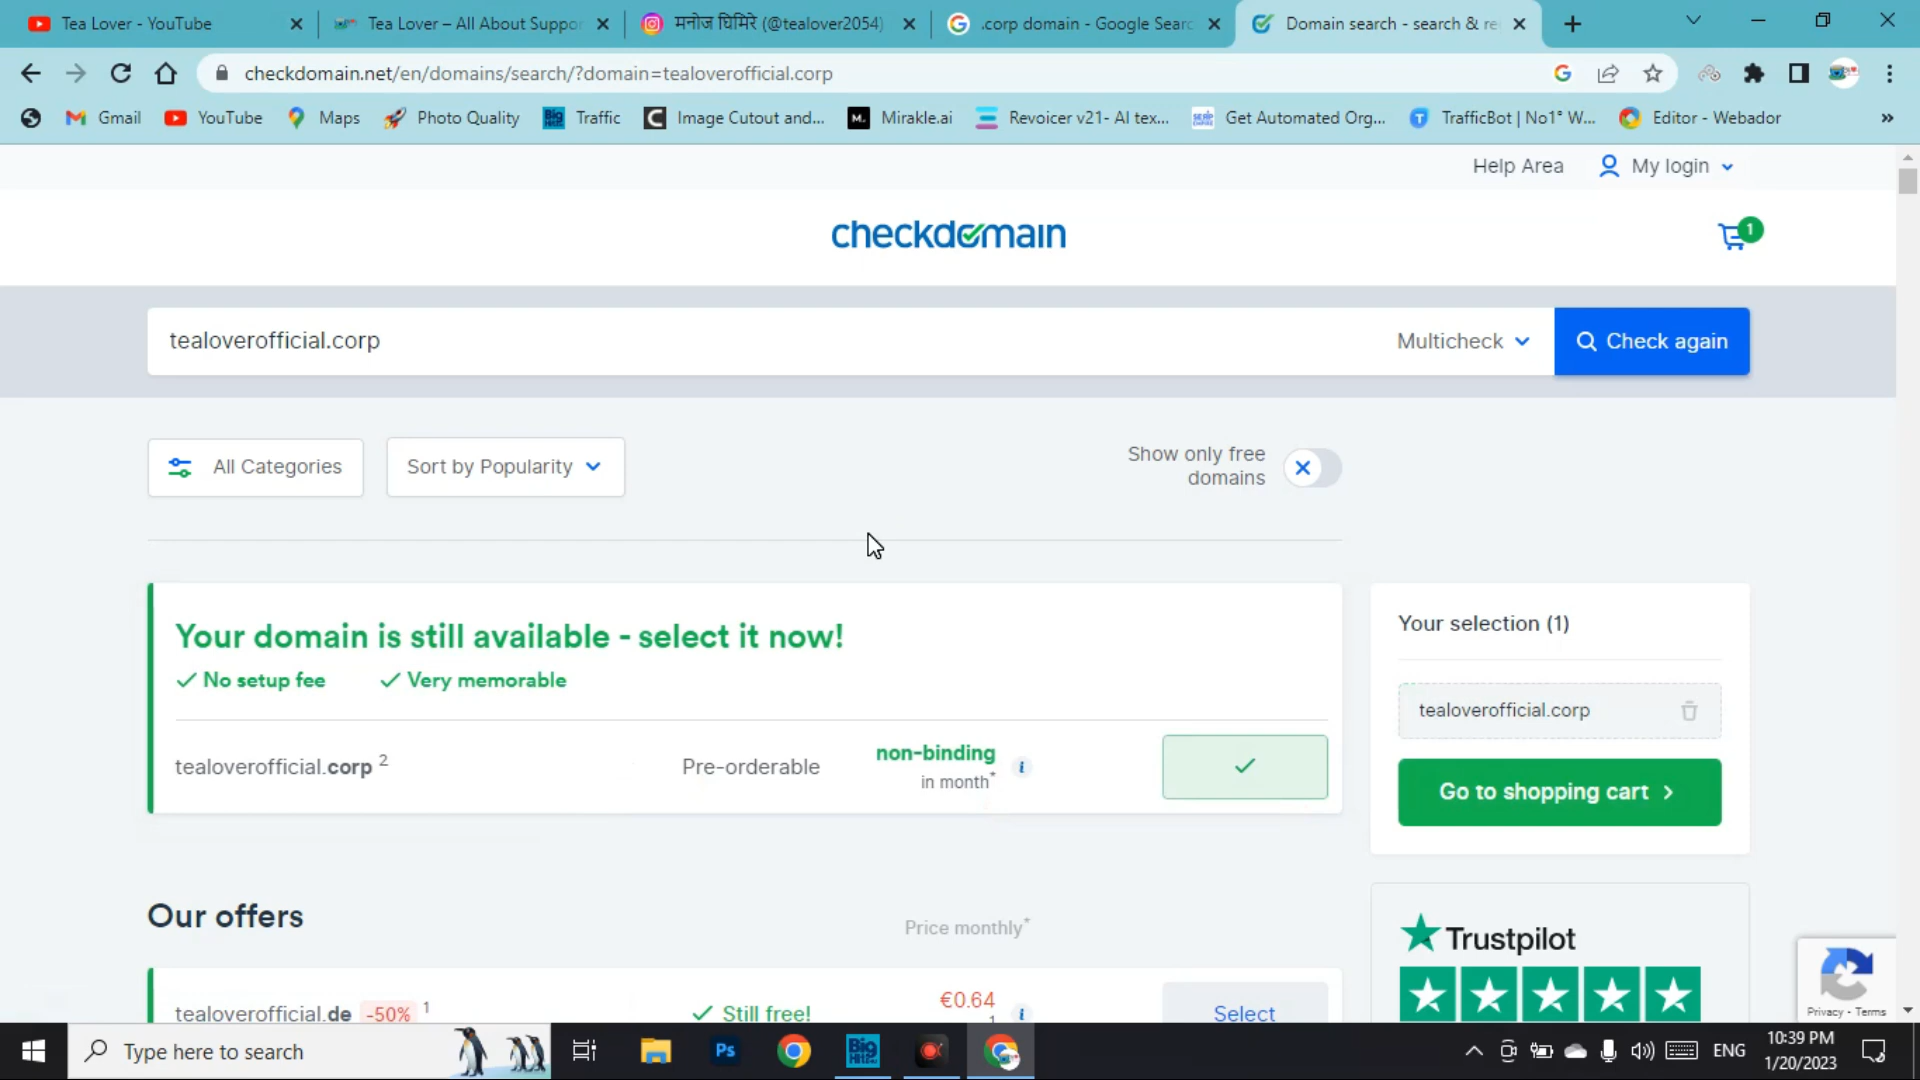 Tea Lover - YouTube
Tea Lover – All About Suppo
मनोज घिमिरे (@tealover2054)
.corp domain - Google Searc
Domain search - search & re
checkdomain.net/en/domains/search/?domain=tealoverofficial.corp
Gmail
YouTube
Maps
Photo Quality
Traffic
Image Cutout and...
Mirakle.ai
Revoicer v21- AI tex...
Get Automated Org...
TrafficBot | No1° W...
Editor - Webador
»
Help Area
My login
checkdomain
1
tealoverofficial.corp
Multicheck
Check again
All Categories
Sort by Popularity
Show only free
domains
Your domain is still available - select it now!
No setup fee
Very memorable
tealoverofficial.corp 2
Pre-orderable
non-binding
in month*
i
Your selection (1)
tealoverofficial.corp
Go to shopping cart
Our offers
Price monthly*
tealoverofficial.de -50% 1
Still free!
€0.64
1
i
Select
Trustpilot
Privacy - Terms
Type here to search
Ps
ENG
10:39 PM
1/20/2023